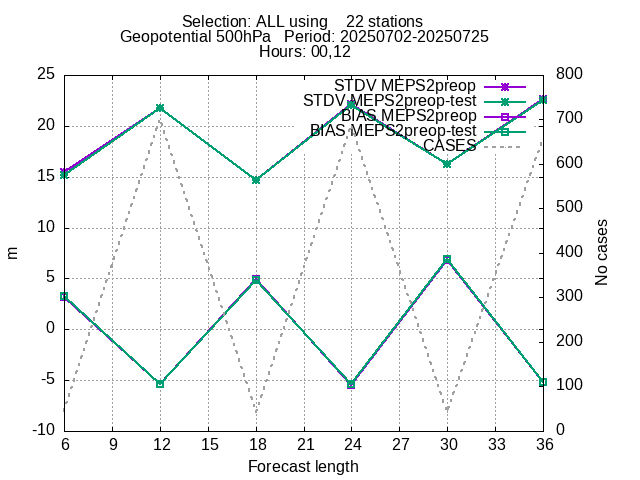 Selection: ALL using    22 stations
Geopotential 500hPa   Period: 20250702-20250725
Hours: 00,12
STDV MEPS2preop
STDV MEPS2preop-test
BIAS MEPS2preop
BIAS MEPS2preop-test
CASES
25
20
15
10
5
0
-5
-10
m
800
700
600
500
400
300
200
100
0
No cases
6 9 12 15 18 21 24 27 30 33 36
Forecast length